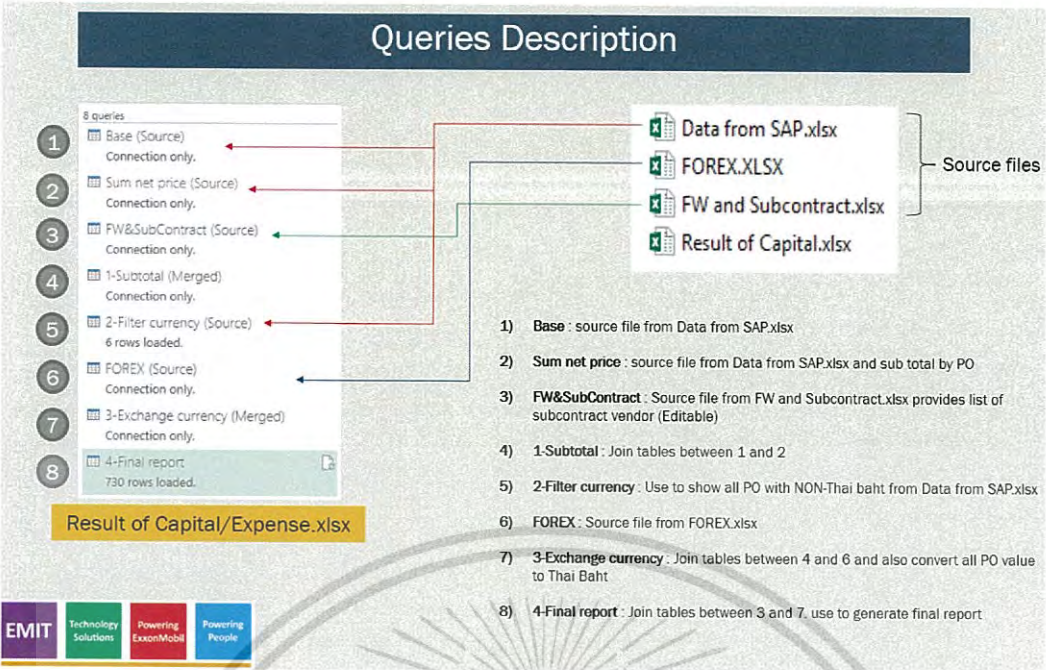 Queries Description
8 queries
1
Base (Source)
Connection only.
2
Sum net price (Source)
Connection only.
3
FW&SubContract (Source)
Connection only.
4
1-Subtotal (Merged)
Connection only.
5
2-Filter currency (Source)
6 rows loaded.
6
FOREX (Source)
Connection only.
7
3-Exchange currency (Merged)
Connection only.
8
4-Final report
730 rows loaded.
Result of Capital/Expense.xlsx
Data from SAP.xlsx
FOREX.XLSX
FW and Subcontract.xlsx
Result of Capital.xlsx
Source files
1) Base : source file from Data from SAP.xlsx
2) Sum net price : source file from Data from SAP.xlsx and sub total by PO
3) FW&SubContract : Source file from FW and Subcontract.xlsx provides list of
subcontract vendor (Editable)
4) 1-Subtotal : Join tables between 1 and 2
5) 2-Filter currency : Use to show all PO with NON-Thai baht from Data from SAP.xlsx
6) FOREX : Source file from FOREX.xlsx
7) 3-Exchange currency : Join tables between 4 and 6 and also convert all PO value
to Thai Baht
8) 4-Final report : Join tables between 3 and 7. use to generate final report
EMIT
Technology
Solutions
Powering
ExxonMobil
Powering
People